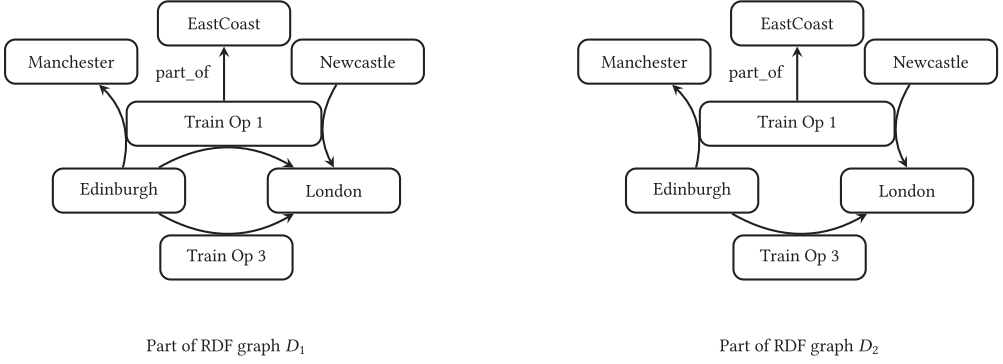 EastCoast
Manchester
part_of
Newcastle
Train Op 1
Edinburgh
London
Train Op 3
Part of RDF graph D1
EastCoast
Manchester
part_of
Newcastle
Train Op 1
Edinburgh
London
Train Op 3
Part of RDF graph D2